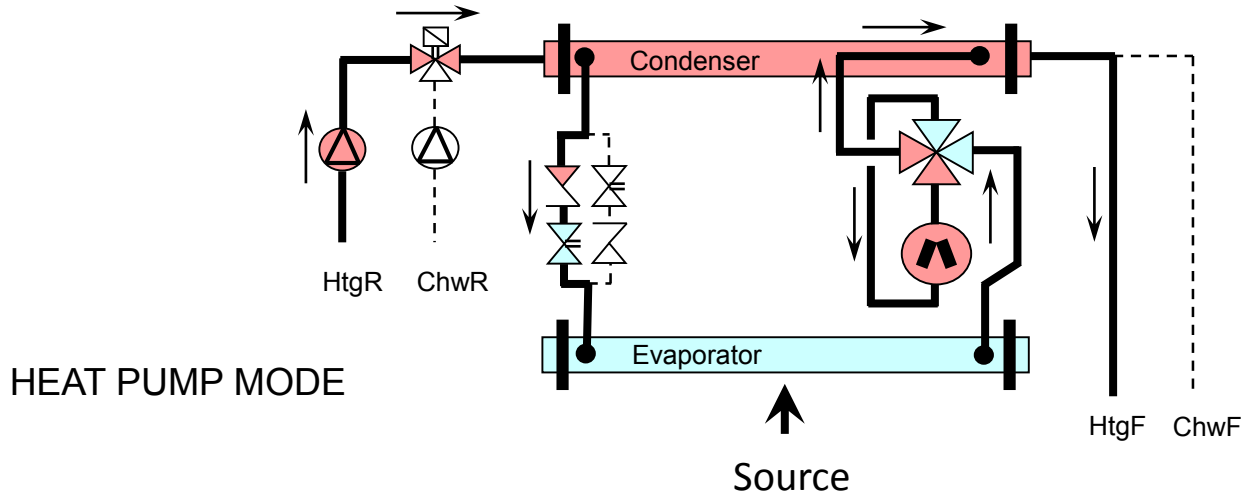 Condenser
HtgR
ChwR
Evaporator
HEAT PUMP MODE
HtgF
ChwF
Source